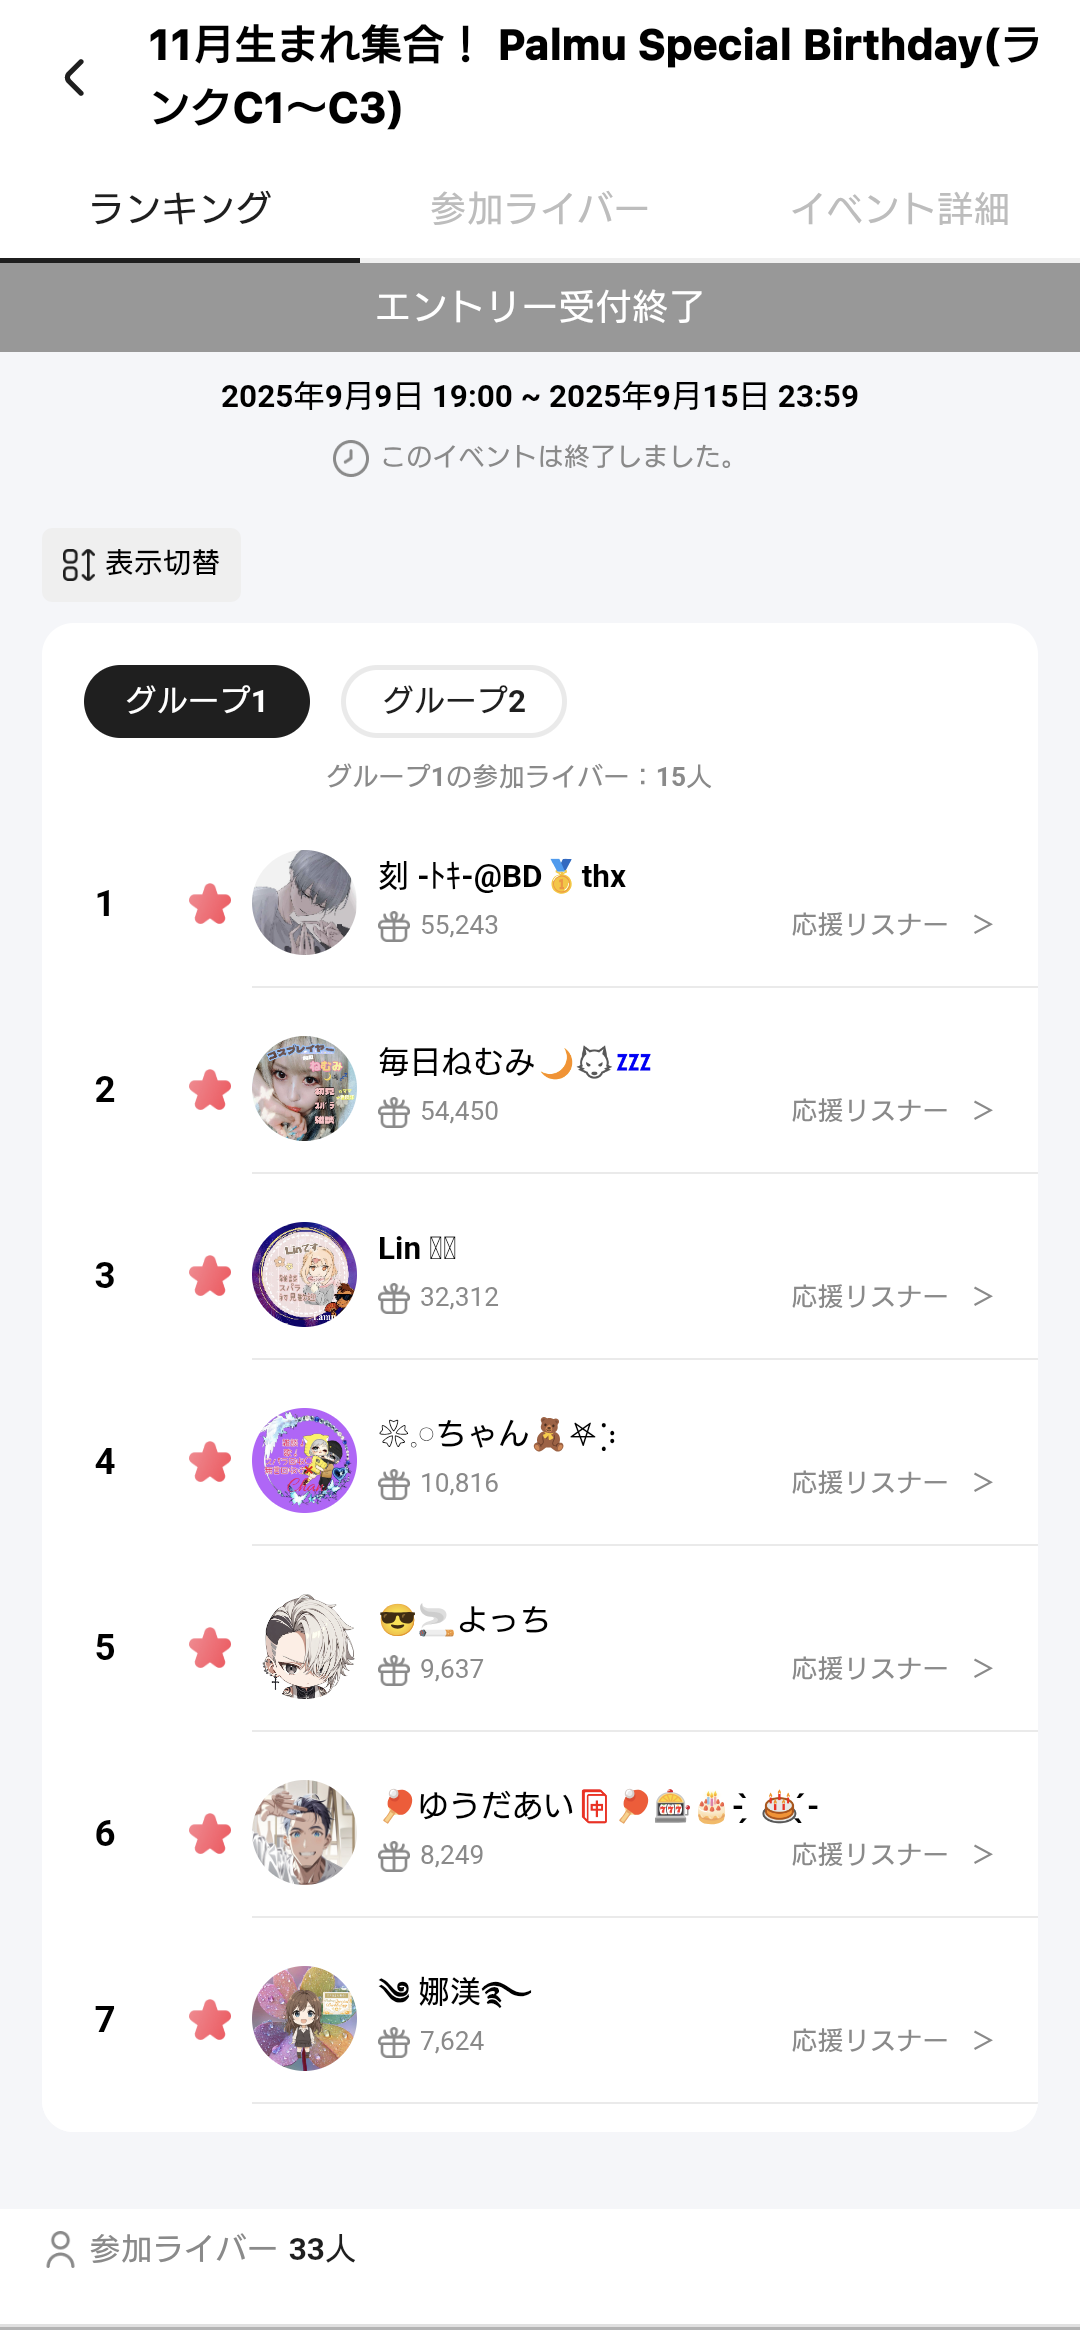 11月生まれ集合！ Palmu Special Birthday(ラ
ンクC1〜C3)
ランキング 参加ライバー イベント詳細
エントリー受付終了
2025年9月9日 19:00 ~ 2025年9月15日 23:59
このイベントは終了しました。
表示切替
グループ1 グループ2
グループ1の参加ライバー：15人
1 刻 -ﾄｷ-@BD🥇thx
55,243 応援リスナー >
2 毎日ねむみ🌙🐺💤
54,450 応援リスナー >
3 Lin
32,312 応援リスナー >
4 ❀｡○ちゃん🧸⛧
10,816 応援リスナー >
5 😎🚬よっち
9,637 応援リスナー >
6 🏓ゆうだあい🀄🏓🎰🎂- ̗̀ 🎂 ̖́-
8,249 応援リスナー >
7 ༄ 娜渼࿐
7,624 応援リスナー >
参加ライバー 33人